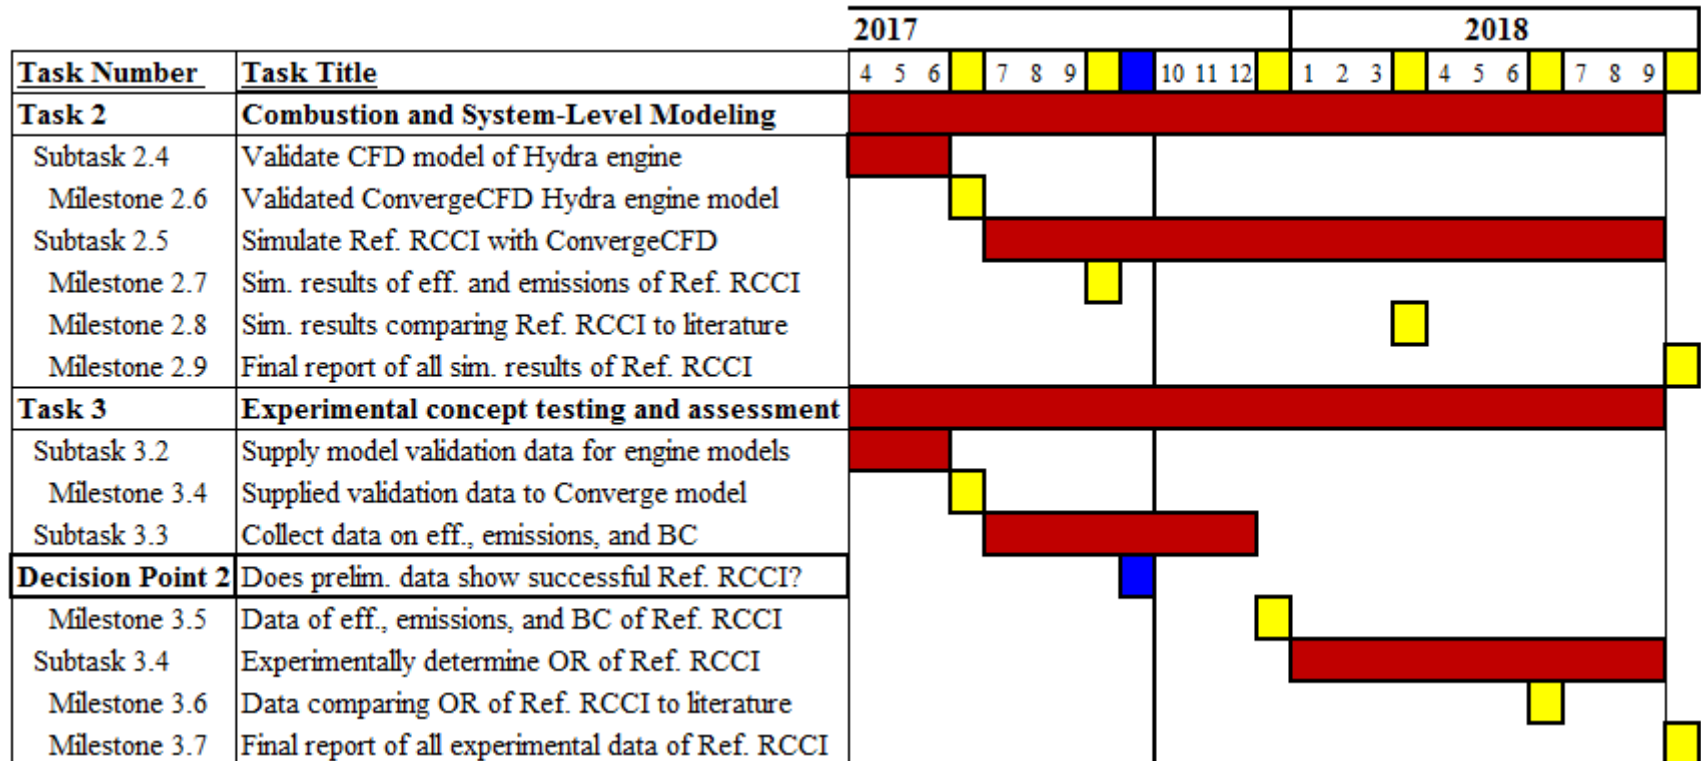 2017 2018
Task Number Task Title 4 5 6 7 8 9 10 11 12 1 2 3 4 5 6 7 8 9
Task 2 Combustion and System-Level Modeling
Subtask 2.4 Validate CFD model of Hydra engine
Milestone 2.6 Validated ConvergeCFD Hydra engine model
Subtask 2.5 Simulate Ref. RCCI with ConvergeCFD
Milestone 2.7 Sim. results of eff. and emissions of Ref. RCCI
Milestone 2.8 Sim. results comparing Ref. RCCI to literature
Milestone 2.9 Final report of all sim. results of Ref. RCCI
Task 3 Experimental concept testing and assessment
Subtask 3.2 Supply model validation data for engine models
Milestone 3.4 Supplied validation data to Converge model
Subtask 3.3 Collect data on eff., emissions, and BC
Decision Point 2 Does prelim. data show successful Ref. RCCI?
Milestone 3.5 Data of eff., emissions, and BC of Ref. RCCI
Subtask 3.4 Experimentally determine OR of Ref. RCCI
Milestone 3.6 Data comparing OR of Ref. RCCI to literature
Milestone 3.7 Final report of all experimental data of Ref. RCCI